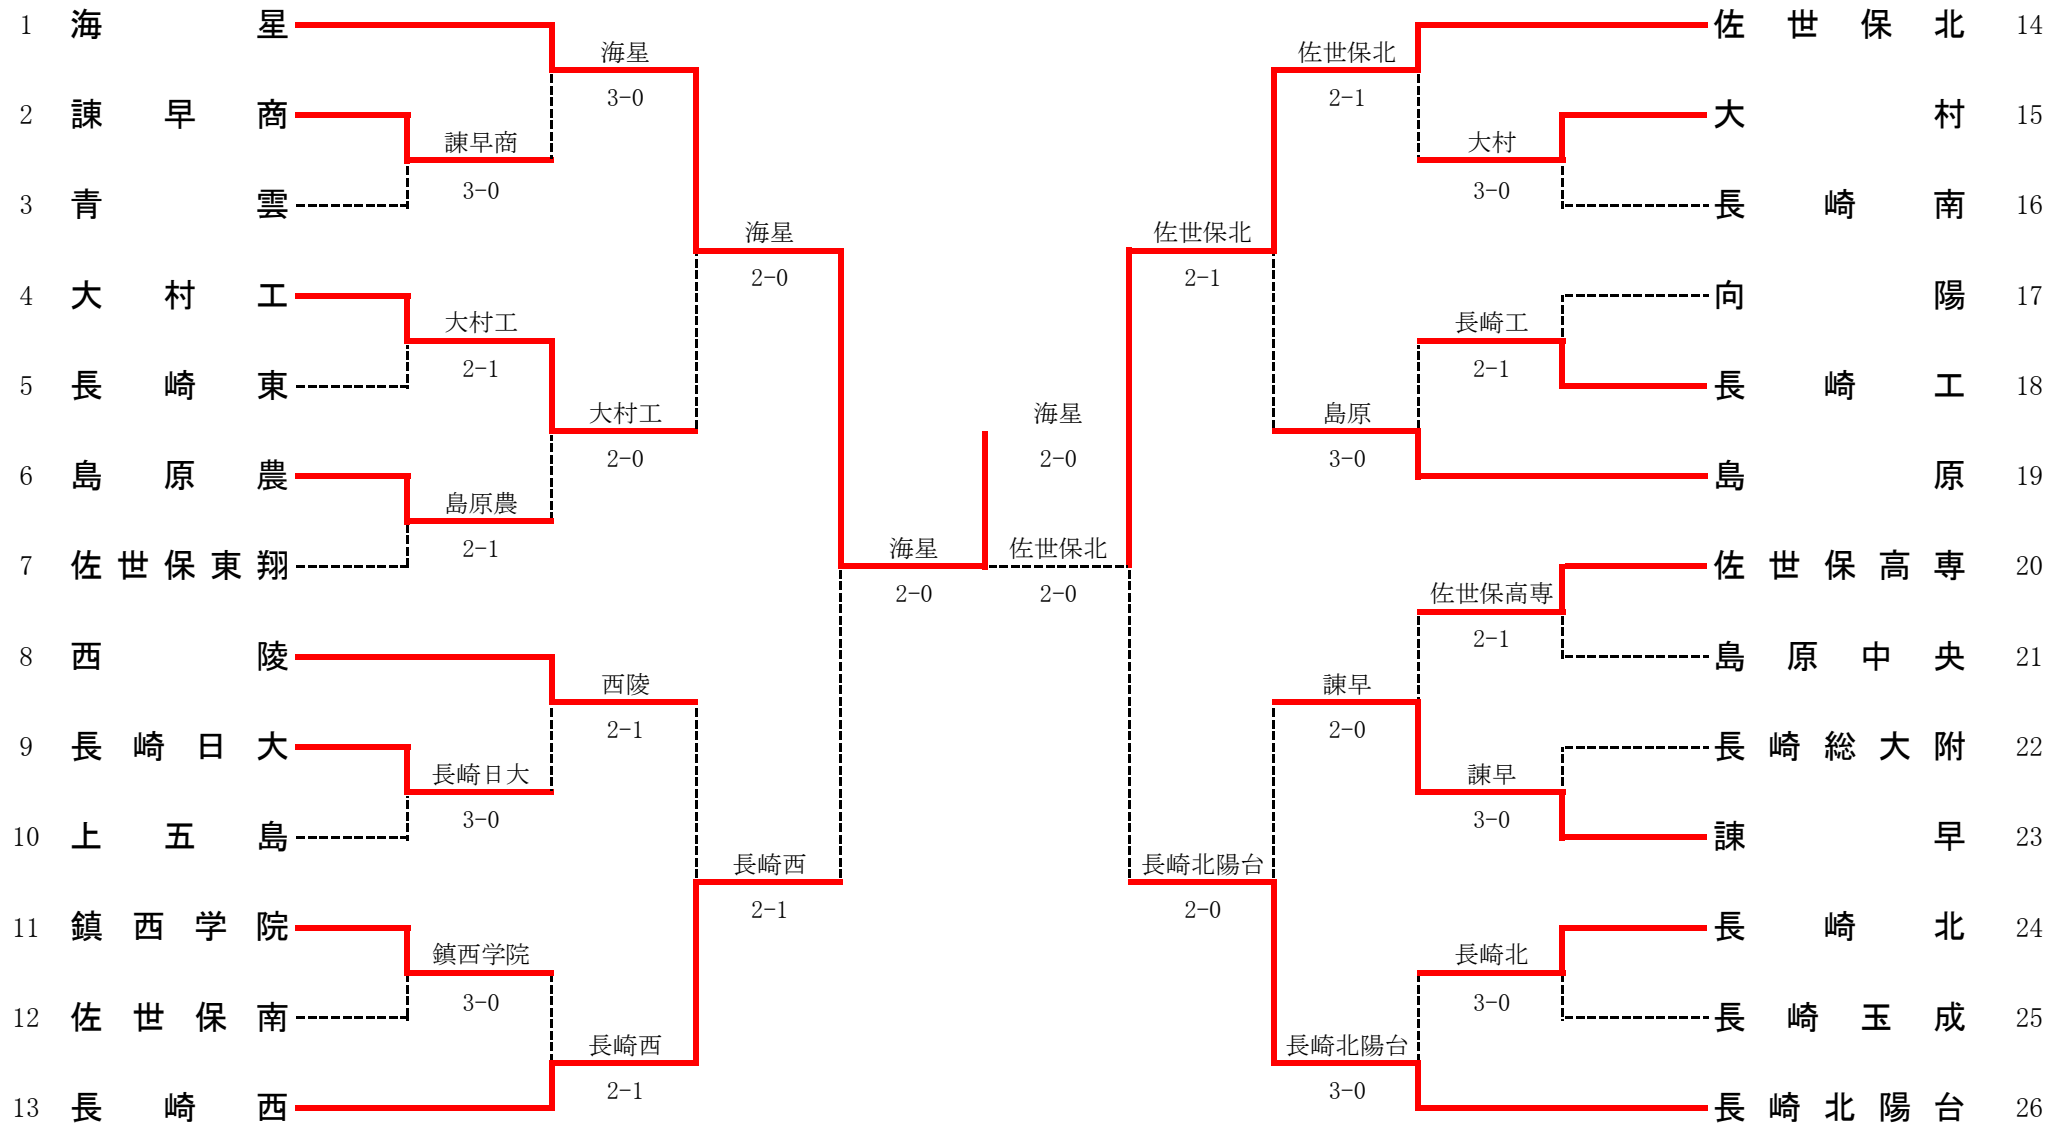 1 海星
2 諫早商
3 青雲
4 大村工
5 長崎東
6 島原農
7 佐世保東翔
8 西陵
9 長崎日大
10 上五島
11 鎮西学院
12 佐世保南
13 長崎西
諫早商
3-0
大村工
2-1
島原農
2-1
長崎日大
3-0
鎮西学院
3-0
海星
3-0
大村工
2-0
西陵
2-1
長崎西
2-1
海星
2-0
長崎西
2-1
海星
2-0
海星
2-0
佐世保北
2-0
佐世保北
2-1
長崎北陽台
2-0
佐世保北
2-1
島原
3-0
諫早
2-0
長崎北陽台
3-0
大村
3-0
長崎工
2-1
佐世保高専
2-1
諫早
3-0
長崎北
3-0
佐世保北 14
大村 15
長崎南 16
向陽 17
長崎工 18
島原 19
佐世保高専 20
島原中央 21
長崎総大附 22
諫早 23
長崎北 24
長崎玉成 25
長崎北陽台 26